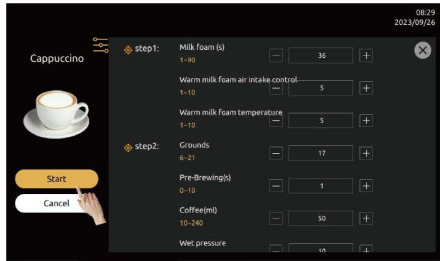 08:29
2023/09/26
Cappuccino
Start
Cancel
step1:
Milk foam (s)
1~90
36
Warm milk foam air intake control
1~10
5
Warm milk foam temperature
1~10
5
step2:
Grounds
6~21
17
Pre-Brewing(s)
0~10
1
Coffee(ml)
10~240
50
Wet pressure
10